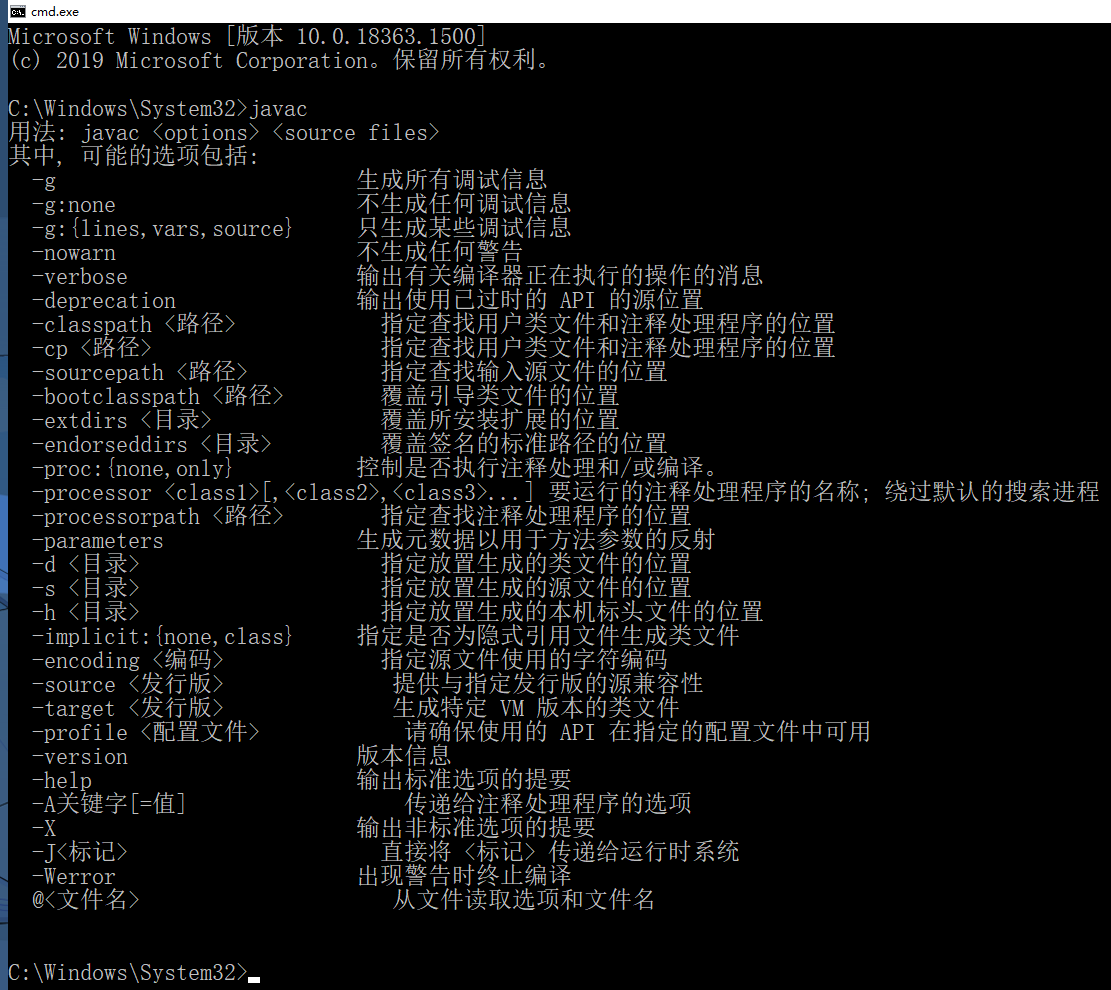 cmd.exe
Microsoft Windows [版本 10.0.18363.1500]
(c) 2019 Microsoft Corporation。保留所有权利。
C:\Windows\System32>javac
用法: javac <options> <source files>
其中, 可能的选项包括:
-g 生成所有调试信息
-g:none 不生成任何调试信息
-g:{lines,vars,source} 只生成某些调试信息
-nowarn 不生成任何警告
-verbose 输出有关编译器正在执行的操作的消息
-deprecation 输出使用已过时的 API 的源位置
-classpath <路径> 指定查找用户类文件和注释处理程序的位置
-cp <路径> 指定查找用户类文件和注释处理程序的位置
-sourcepath <路径> 指定查找输入源文件的位置
-bootclasspath <路径> 覆盖引导类文件的位置
-extdirs <目录> 覆盖所安装扩展的位置
-endorseddirs <目录> 覆盖签名的标准路径的位置
-proc:{none,only} 控制是否执行注释处理和/或编译。
-processor <class1>[,<class2>,<class3>...] 要运行的注释处理程序的名称; 绕过默认的搜索进程
-processorpath <路径> 指定查找注释处理程序的位置
-parameters 生成元数据以用于方法参数的反射
-d <目录> 指定放置生成的类文件的位置
-s <目录> 指定放置生成的源文件的位置
-h <目录> 指定放置生成的本机标头文件的位置
-implicit:{none,class} 指定是否为隐式引用文件生成类文件
-encoding <编码> 指定源文件使用的字符编码
-source <发行版> 提供与指定发行版的源兼容性
-target <发行版> 生成特定 VM 版本的类文件
-profile <配置文件> 请确保使用的 API 在指定的配置文件中可用
-version 版本信息
-help 输出标准选项的提要
-A关键字[=值] 传递给注释处理程序的选项
-X 输出非标准选项的提要
-J<标记> 直接将 <标记> 传递给运行时系统
-Werror 出现警告时终止编译
@<文件名> 从文件读取选项和文件名
C:\Windows\System32>